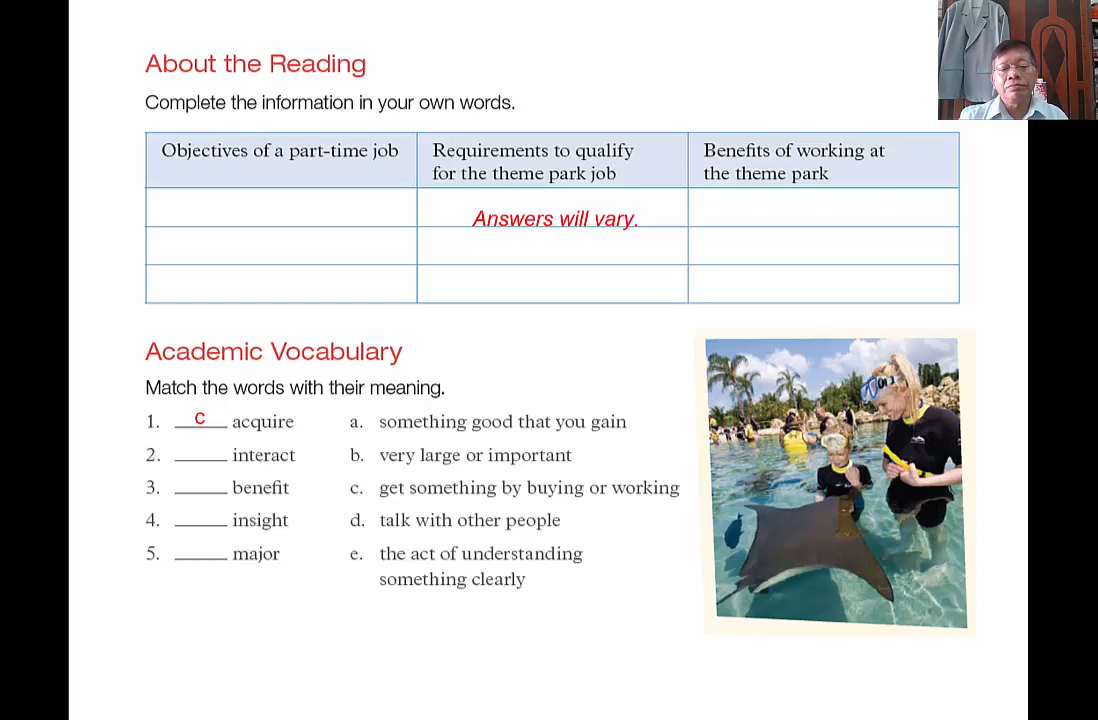 About the Reading
Complete the information in your own words.
Objectives of a part-time job
Requirements to qualify
for the theme park job
Benefits of working at
the theme park
Answers will vary.
Academic Vocabulary
Match the words with their meaning.
1. c acquire a. something good that you gain
2. _____ interact b. very large or important
3. _____ benefit c. get something by buying or working
4. _____ insight d. talk with other people
5. _____ major e. the act of understanding
something clearly